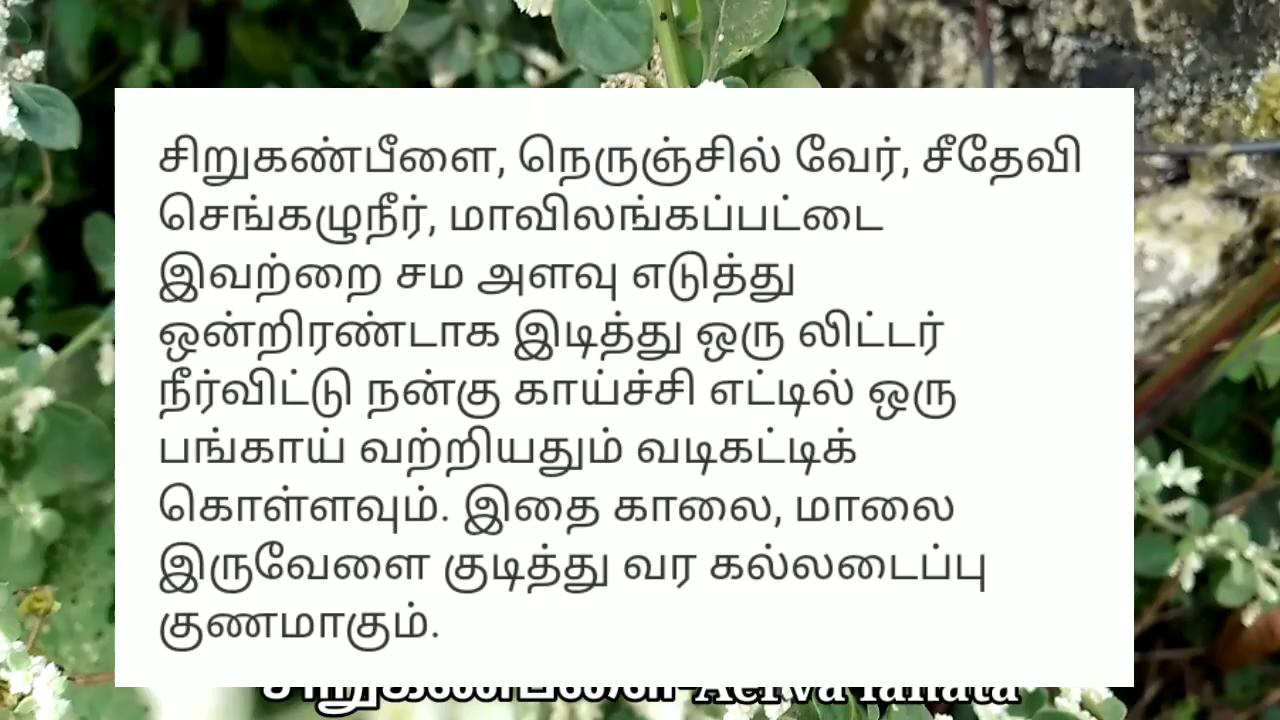 சிறுகண்பீளை, நெருஞ்சில் வேர், சீதேவி
செங்கழுநீர், மாவிலங்கப்பட்டை
இவற்றை சம அளவு எடுத்து
ஒன்றிரண்டாக இடித்து ஒரு லிட்டர்
நீர்விட்டு நன்கு காய்ச்சி எட்டில் ஒரு
பங்காய் வற்றியதும் வடிகட்டிக்
கொள்ளவும். இதை காலை, மாலை
இருவேளை குடித்து வர கல்லடைப்பு
குணமாகும்.